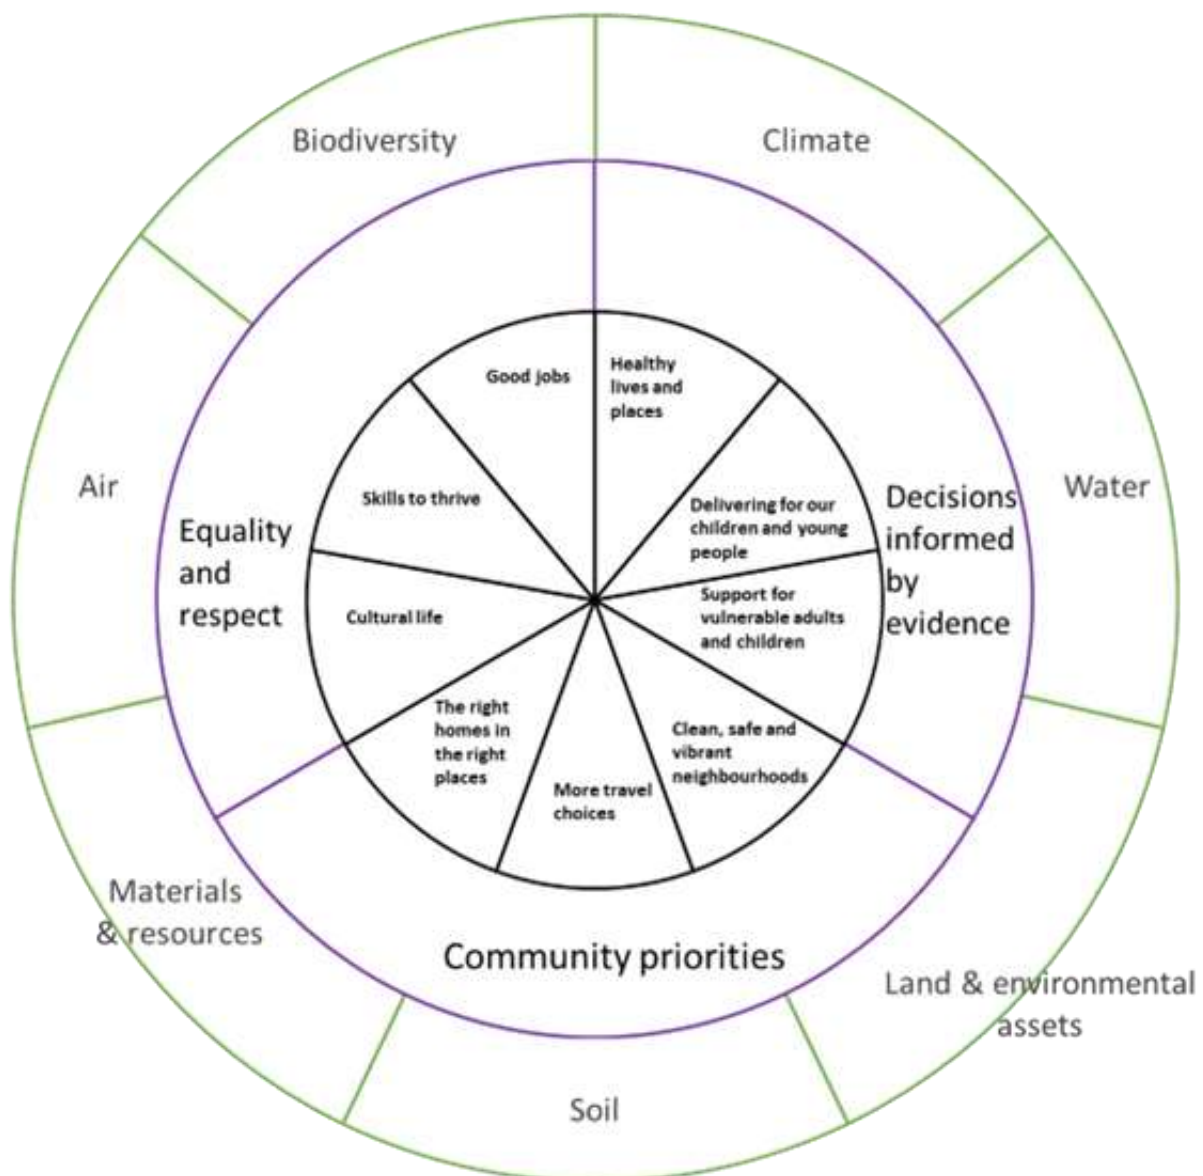 Biodiversity
Climate
Air
Water
Materials
& resources
Land & environmental
assets
Soil
Equality
and
respect
Decisions
informed
by
evidence
Community priorities
Good jobs
Healthy
lives and
places
Skills to thrive
Delivering for our
children and young
people
Cultural life
Support for
vulnerable adults
and children
The right
homes in
the right
places
Clean, safe and
vibrant
neighbourhoods
More travel
choices